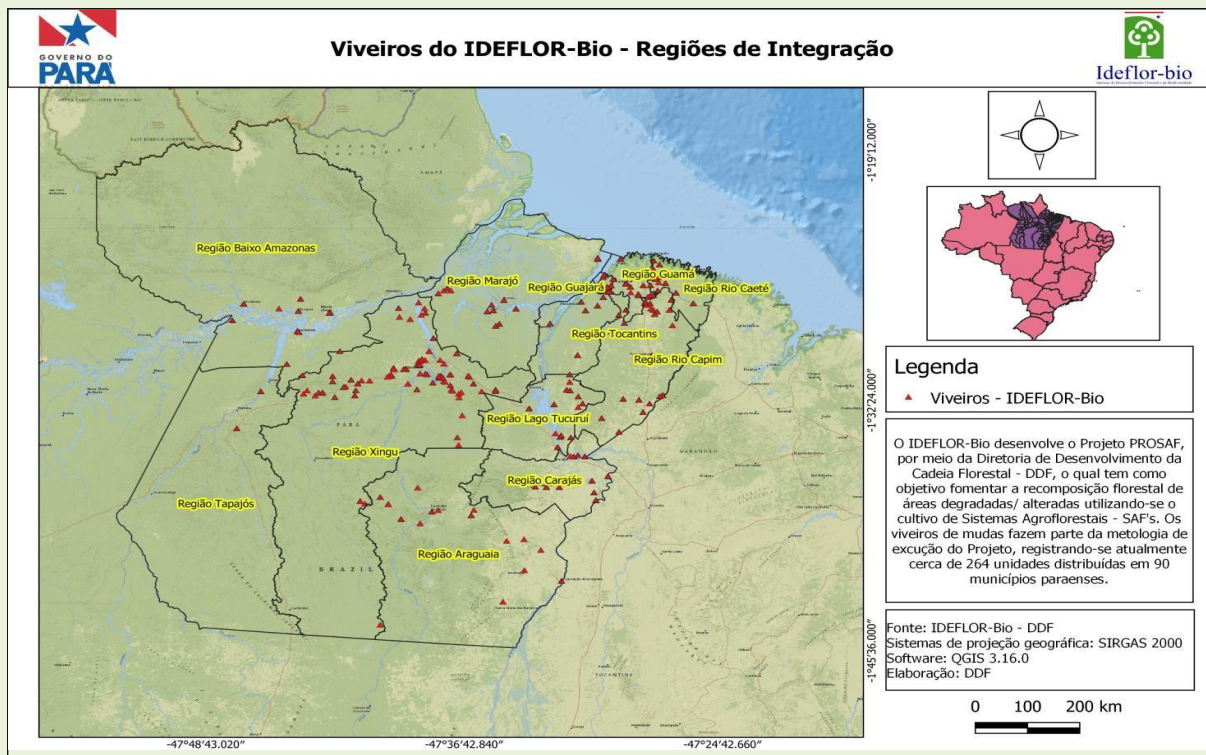 GOVERNO DO
PARÁ
Viveiros do IDEFLOR-Bio - Regiões de Integração
Ideflor-bio
Região Baixo Amazonas
Região Marajó
Região Guamá
Região Guajará
Região Rio Caeté
Região Tocantins
Região Rio Capim
Região Lago Tucuruí
Região Xingu
Região Carajás
Região Tapajós
Região Araguaia
AMAPÁ
PARÁ
MARANHÃO
BRAZIL
TOCANTINS
-1°19'12.000"
-1°32'24.000"
-1°45'36.000"
-47°48'43.020"
-47°36'42.840"
-47°24'42.660"
Legenda
Viveiros - IDEFLOR-Bio
O IDEFLOR-Bio desenvolve o Projeto PROSAF,
por meio da Diretoria de Desenvolvimento da
Cadeia Florestal - DDF, o qual tem como
objetivo fomentar a recomposição florestal de
áreas degradadas/ alteradas utilizando-se o
cultivo de Sistemas Agroflorestais - SAF's. Os
viveiros de mudas fazem parte da metologia de
excução do Projeto, registrando-se atualmente
cerca de 264 unidades distribuídas em 90
municípios paraenses.
Fonte: IDEFLOR-Bio - DDF
Sistemas de projeção geográfica: SIRGAS 2000
Software: QGIS 3.16.0
Elaboração: DDF
0 100 200 km